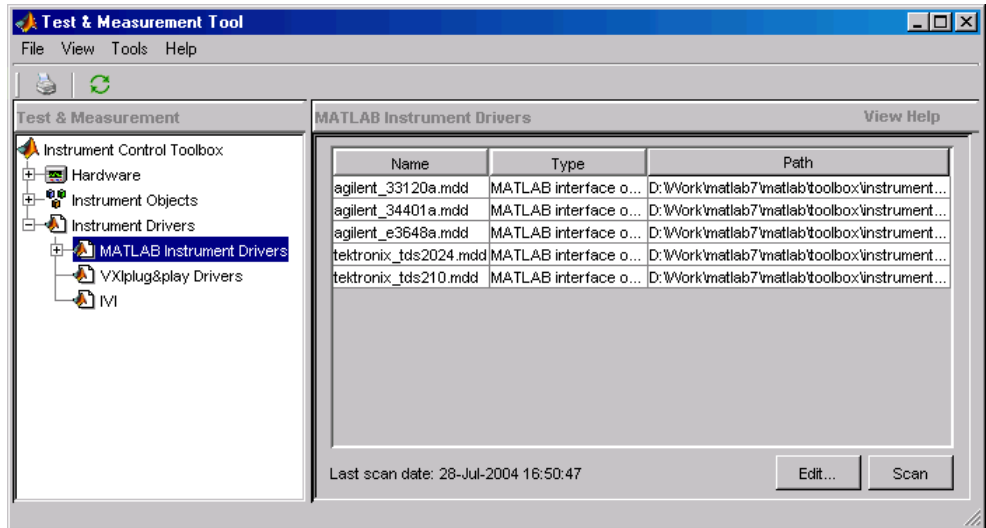 Test & Measurement Tool
File View Tools Help
Test & Measurement
Instrument Control Toolbox
Hardware
Instrument Objects
Instrument Drivers
MATLAB Instrument Drivers
VXIplug&play Drivers
IVI
MATLAB Instrument Drivers View Help
Name Type Path
agilent_33120a.mdd MATLAB interface o... D:\Work\matlab7\matlab\toolbox\instrument...
agilent_34401a.mdd MATLAB interface o... D:\Work\matlab7\matlab\toolbox\instrument...
agilent_e3648a.mdd MATLAB interface o... D:\Work\matlab7\matlab\toolbox\instrument...
tektronix_tds2024.mdd MATLAB interface o... D:\Work\matlab7\matlab\toolbox\instrument...
tektronix_tds210.mdd MATLAB interface o... D:\Work\matlab7\matlab\toolbox\instrument...
Last scan date: 28-Jul-2004 16:50:47 Edit... Scan